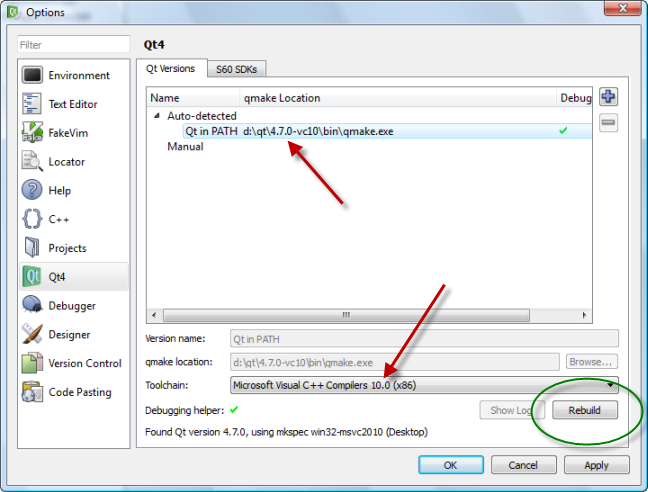 Options
Filter
Environment
Text Editor
FakeVim
Locator
Help
C++
Projects
Qt4
Debugger
Designer
Version Control
Code Pasting
Qt4
Qt Versions
S60 SDKs
Name qmake Location Debug
Auto-detected
Qt in PATH d:\qt\4.7.0-vc10\bin\qmake.exe
Manual
Version name: Qt in PATH
qmake location: d:\qt\4.7.0-vc10\bin\qmake.exe Browse...
Toolchain: Microsoft Visual C++ Compilers 10.0 (x86)
Debugging helper: Show Log Rebuild
Found Qt version 4.7.0, using mkspec win32-msvc2010 (Desktop)
OK Cancel Apply